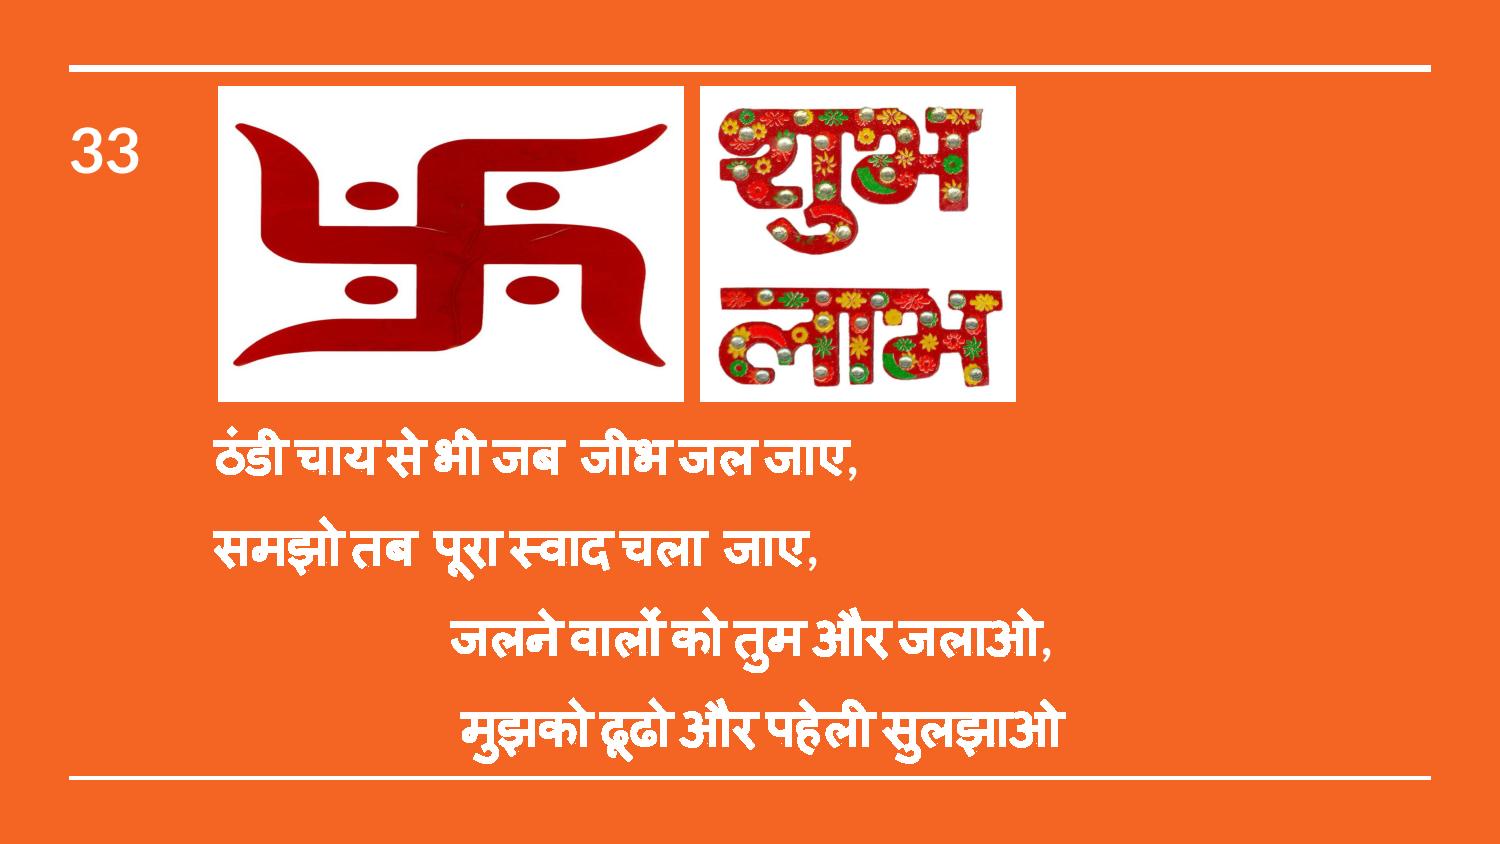 33
शुभ
लाभ
ठंडी चाय से भी जब जीभ जल जाए,
समझो तब पूरा स्वाद चला जाए,
जलने वालों को तुम और जलाओ,
मुझको ढूढो और पहेली सुलझाओ